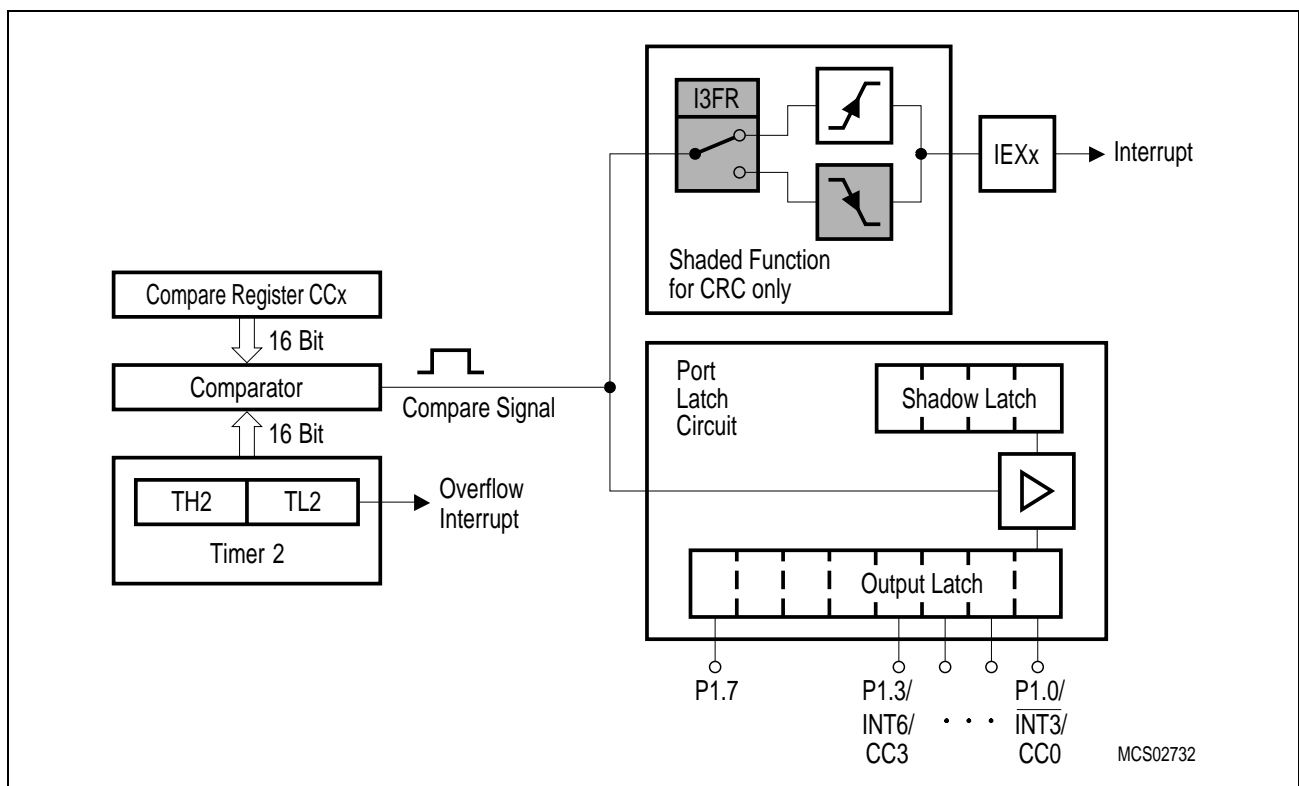 I3FR
IEXx
Interrupt
Shaded Function
for CRC only
Compare Register CCx
16 Bit
Comparator
Compare Signal
16 Bit
TH2
TL2
Timer 2
Overflow
Interrupt
Port
Latch
Circuit
Shadow Latch
Output Latch
P1.7
P1.3/
INT6/
CC3
. . .
P1.0/
INT3/
CC0
MCS02732